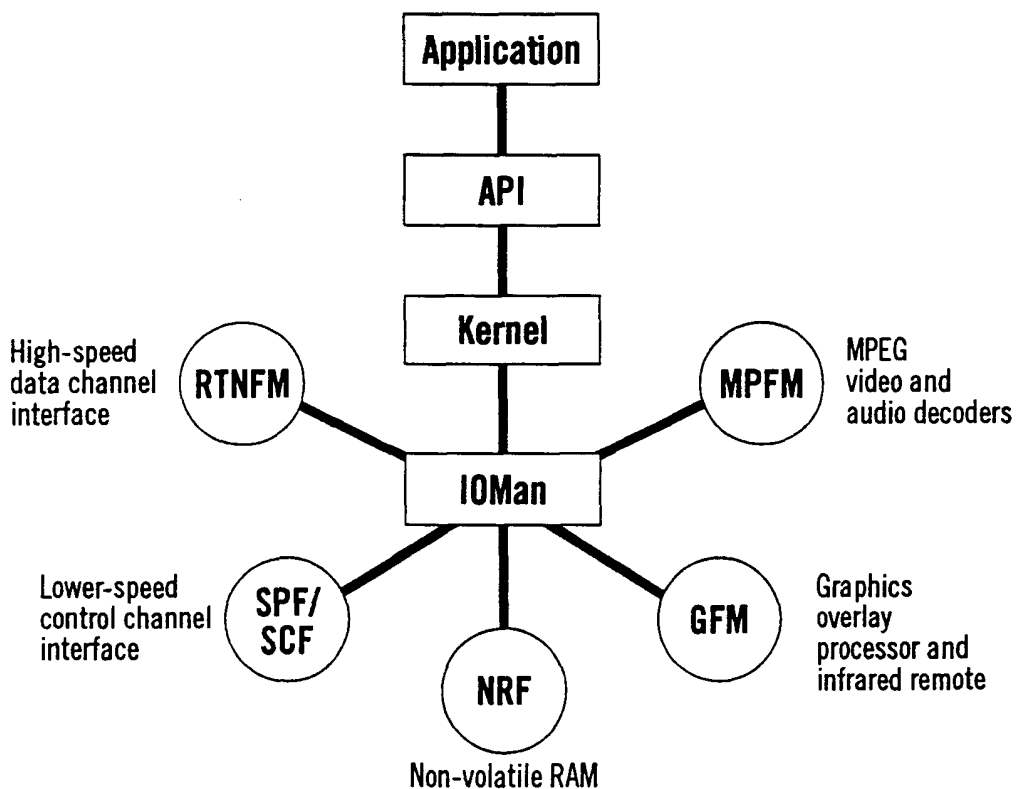 Application
API
Kernel
High-speed
data channel
interface
RTNFM
MPFM
MPEG
video and
audio decoders
IOMan
Lower-speed
control channel
interface
SPF/
SCF
NRF
GFM
Graphics
overlay
processor and
infrared remote
Non-volatile RAM